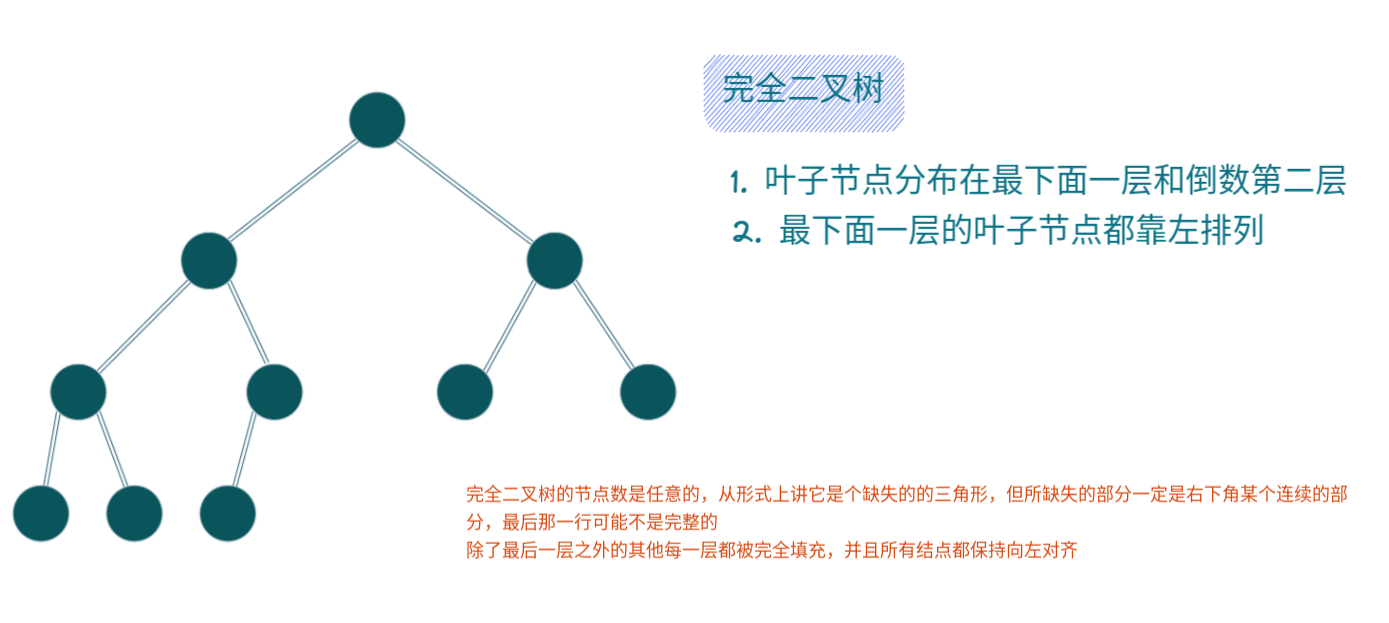 完全二叉树
1. 叶子节点分布在最下面一层和倒数第二层
2. 最下面一层的叶子节点都靠左排列
完全二叉树的节点数是任意的，从形式上讲它是个缺失的的三角形，但所缺失的部分一定是右下角某个连续的部
分，最后那一行可能不是完整的
除了最后一层之外的其他每一层都被完全填充，并且所有结点都保持向左对齐